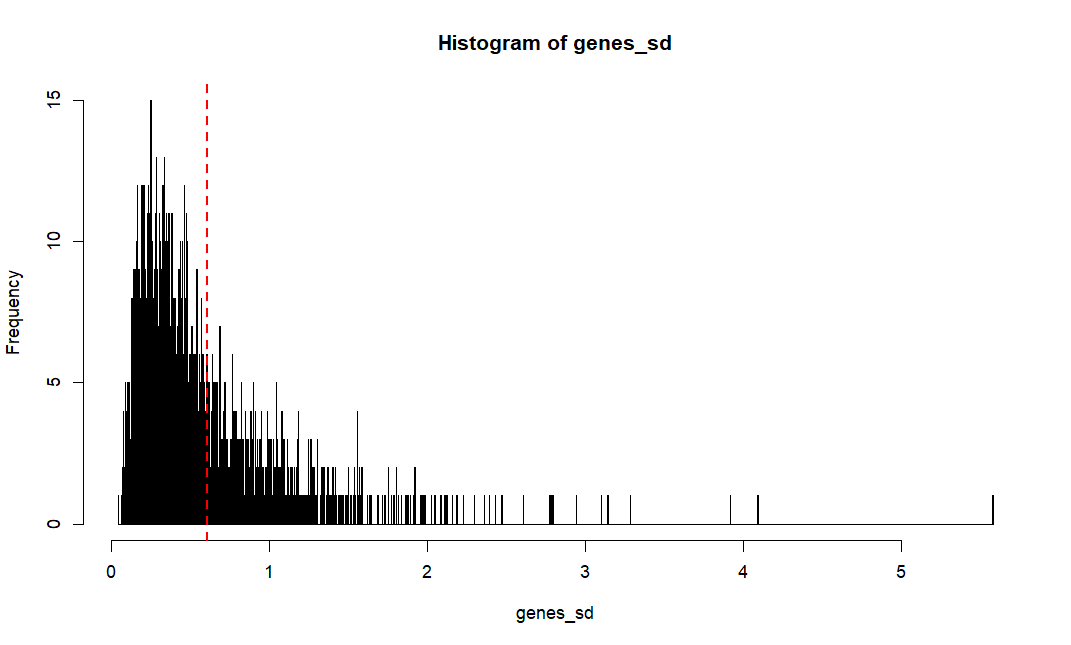 Histogram of genes_sd
Frequency
15
10
5
0
0 1 2 3 4 5
genes_sd